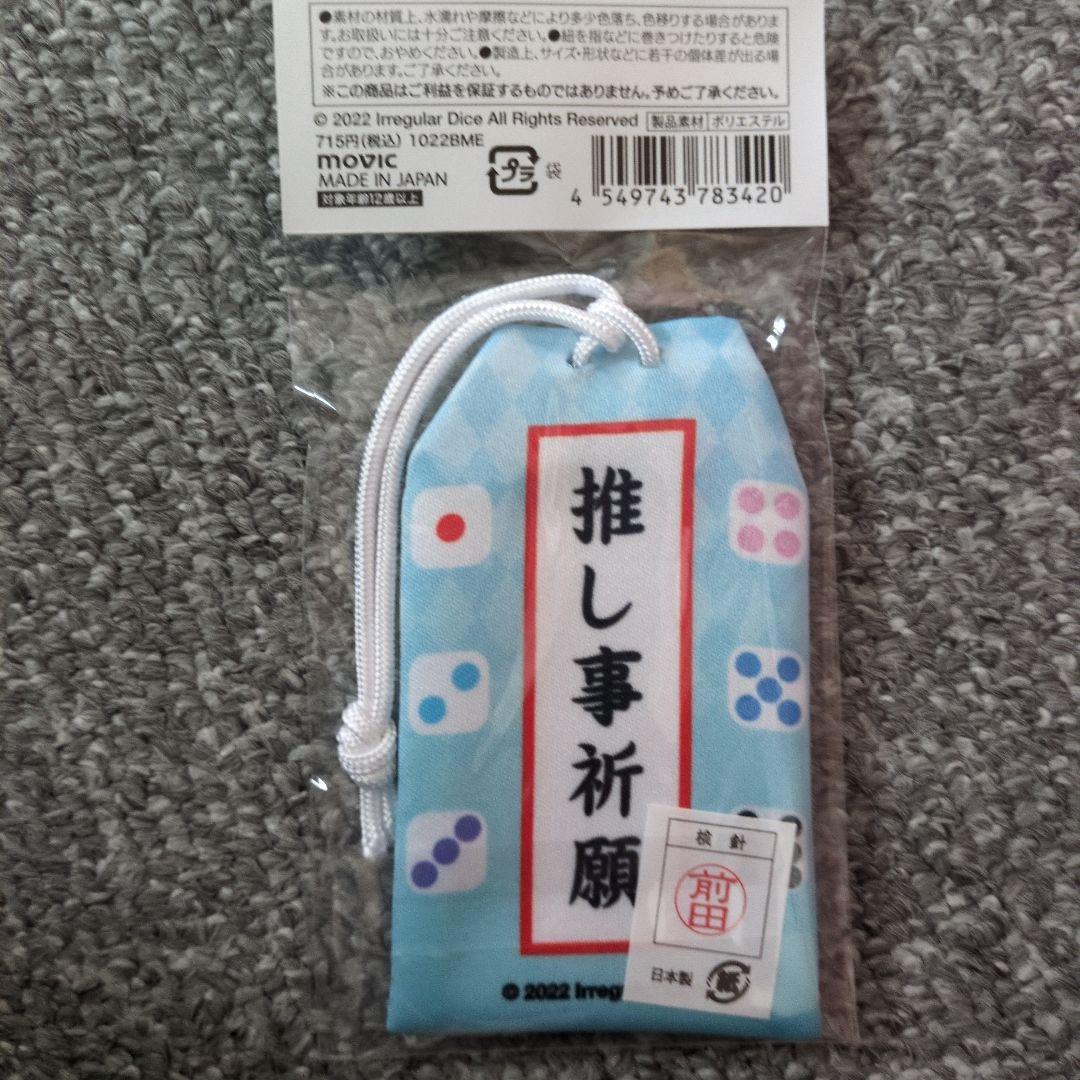 ●素材の材質上、水濡れや摩擦などにより多少色落ち、色移りする場合がありま
す。お取扱いには十分ご注意ください。●紐を指などに巻きつけたりすると危険
ですので、おやめください。●製造上、サイズ・形状などに若干の個体差が出る場
合があります。ご了承ください。
※この商品はご利益を保証するものではありません。予めご了承ください。
© 2022 Irregular Dice All Rights Reserved 製品素材 ポリエステル
715円(税込) 1022BME
movic
MADE IN JAPAN
対象年齢12歳以上
プラ 袋
4 549743 783420
推し事祈願
© 2022 Irreg
検 針
前田
日本製 紙